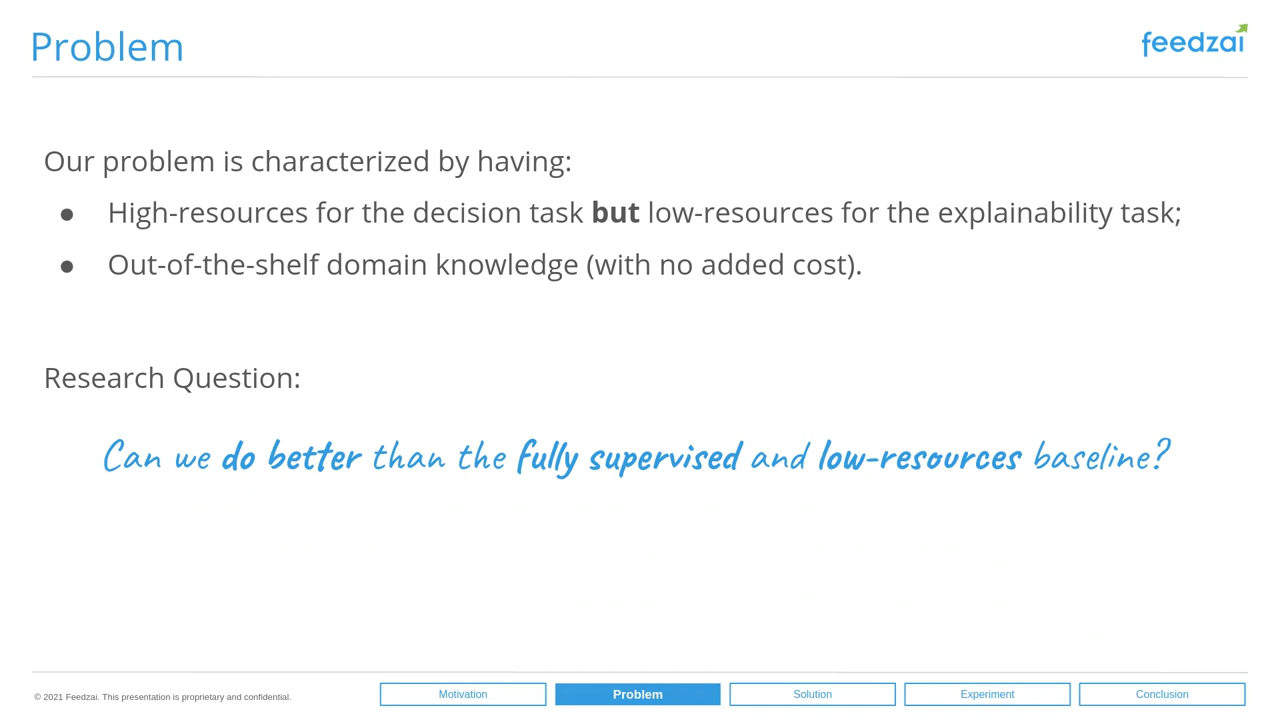 Problem
feedzai
Our problem is characterized by having:
● High-resources for the decision task but low-resources for the explainability task;
● Out-of-the-shelf domain knowledge (with no added cost).
Research Question:
Can we do better than the fully supervised and low-resources baseline?
© 2021 Feedzai. This presentation is proprietary and confidential.
Motivation
Problem
Solution
Experiment
Conclusion